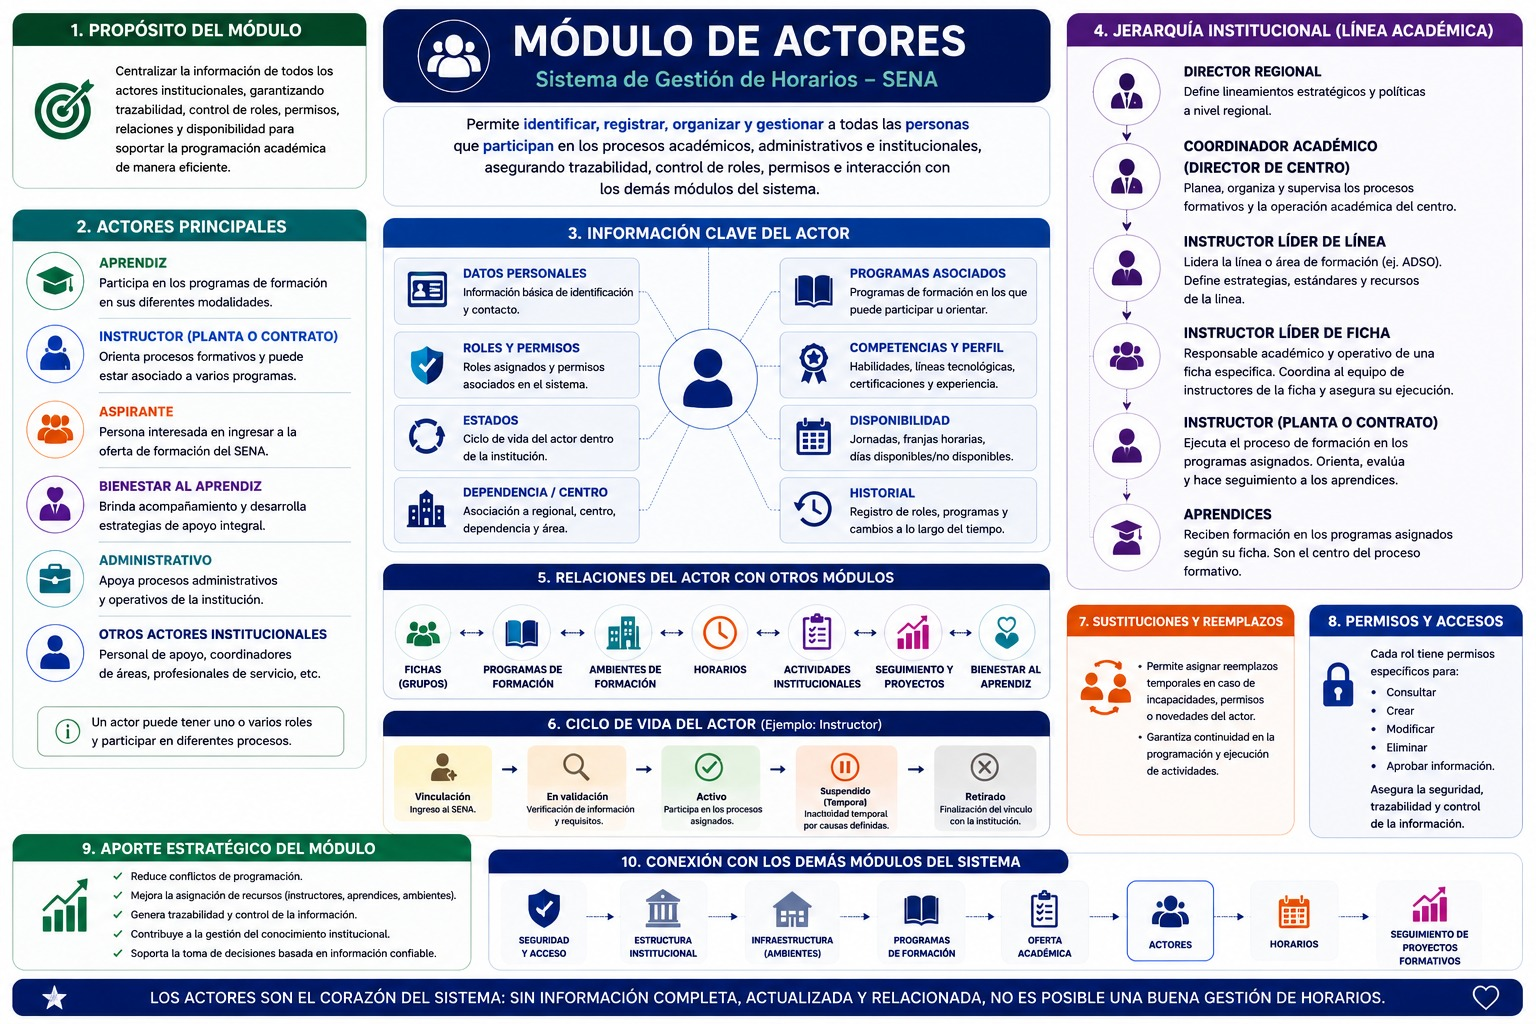 1. PROPÓSITO DEL MÓDULO
Centralizar la información de todos los
actores institucionales, garantizando
trazabilidad, control de roles, permisos,
relaciones y disponibilidad para
soportar la programación académica
de manera eficiente.
MÓDULO DE ACTORES
Sistema de Gestión de Horarios – SENA
Permite identificar, registrar, organizar y gestionar a todas las personas
que participan en los procesos académicos, administrativos e institucionales,
asegurando trazabilidad, control de roles, permisos e interacción con
los demás módulos del sistema.
2. ACTORES PRINCIPALES
APRENDIZ
Participa en los programas de formación
en sus diferentes modalidades.
INSTRUCTOR (PLANTA O CONTRATO)
Orienta procesos formativos y puede
estar asociado a varios programas.
ASPIRANTE
Persona interesada en ingresar a la
oferta de formación del SENA.
BIENESTAR AL APRENDIZ
Brinda acompañamiento y desarrolla
estrategias de apoyo integral.
ADMINISTRATIVO
Apoya procesos administrativos
y operativos de la institución.
OTROS ACTORES INSTITUCIONALES
Personal de apoyo, coordinadores
de áreas, profesionales de servicio, etc.
i
Un actor puede tener uno o varios roles
y participar en diferentes procesos.
3. INFORMACIÓN CLAVE DEL ACTOR
DATOS PERSONALES
Información básica de identificación
y contacto.
ROLES Y PERMISOS
Roles asignados y permisos
asociados en el sistema.
ESTADOS
Ciclo de vida del actor dentro
de la institución.
DEPENDENCIA / CENTRO
Asociación a regional, centro,
dependencia y área.
PROGRAMAS ASOCIADOS
Programas de formación en los que
puede participar u orientar.
COMPETENCIAS Y PERFIL
Habilidades, líneas tecnológicas,
certificaciones y experiencia.
DISPONIBILIDAD
Jornadas, franjas horarias,
días disponibles/no disponibles.
HISTORIAL
Registro de roles, programas y
cambios a lo largo del tiempo.
4. JERARQUÍA INSTITUCIONAL (LÍNEA ACADÉMICA)
DIRECTOR REGIONAL
Define lineamientos estratégicos y políticas
a nivel regional.
COORDINADOR ACADÉMICO
(DIRECTOR DE CENTRO)
Planea, organiza y supervisa los procesos
formativos y la operación académica del centro.
INSTRUCTOR LÍDER DE LÍNEA
Lidera la línea o área de formación (ej. ADSO).
Define estrategias, estándares y recursos
de la linea.
INSTRUCTOR LÍDER DE FICHA
Responsable académico y operativo de una
ficha específica. Coordina al equipo de
instructores de la ficha y asegura su ejecución.
INSTRUCTOR (PLANTA O CONTRATO)
Ejecuta el proceso de formación en los
programas asignados. Orienta, evalúa
y hace seguimiento a los aprendices.
APRENDICES
Reciben formación en los programas asignados
según su ficha. Son el centro del proceso
formativo.
5. RELACIONES DEL ACTOR CON OTROS MÓDULOS
FICHAS
(GRUPOS)
PROGRAMAS DE
FORMACIÓN
AMBIENTES DE
FORMACIÓN
HORARIOS
ACTIVIDADES
INSTITUCIONALES
SEGUIMIENTO Y
PROYECTOS
BIENESTAR AL
APRENDIZ
6. CICLO DE VIDA DEL ACTOR (Ejemplo: Instructor)
Vinculación
Ingreso al SENA.
En validación
Verificación de información
y requisitos.
Activo
Participa en los procesos
asignados.
Suspendido
(Tempora)
temporal
por causas definidas.
Retirado
Finalización del vínculo
con la institución.
7. SUSTITUCIONES Y REEMPLAZOS
• Permite asignar reemplazos
temporales en caso de
incapacidades, permisos
o novedades del actor.
• Garantiza continuidad en la
programación y ejecución
de actividades.
8. PERMISOS Y ACCESOS
Cada rol tiene permisos
específicos para:
• Consultar
• Crear
• Modificar
• Eliminar
• Aprobar información.
Asegura la seguridad,
trazabilidad y control
de la información.
9. APORTE ESTRATÉGICO DEL MÓDULO
✓ Reduce conflictos de programación.
✓ Mejora la asignación de recursos (instructores, aprendices, ambientes).
✓ Genera trazabilidad y control de la información.
✓ Contribuye a la gestión del conocimiento institucional.
✓ Soporta la toma de decisiones basada en información confiable.
10. CONEXIÓN CON LOS DEMÁS MÓDULOS DEL SISTEMA
SEGURIDAD
Y ACCESO
ESTRUCTURA
INSTITUCIONAL
INFRAESTRUCTURA
(AMBIENTES)
PROGRAMAS
DE FORMACIÓN
OFERTA
ACADÉMICA
ACTORES
HORARIOS
SEGUIMIENTO DE
PROYECTOS
FORMATIVOS
LOS ACTORES SON EL CORAZÓN DEL SISTEMA: SIN INFORMACIÓN COMPLETA, ACTUALIZADA Y RELACIONADA, NO ES POSIBLE UNA BUENA GESTIÓN DE HORARIOS.